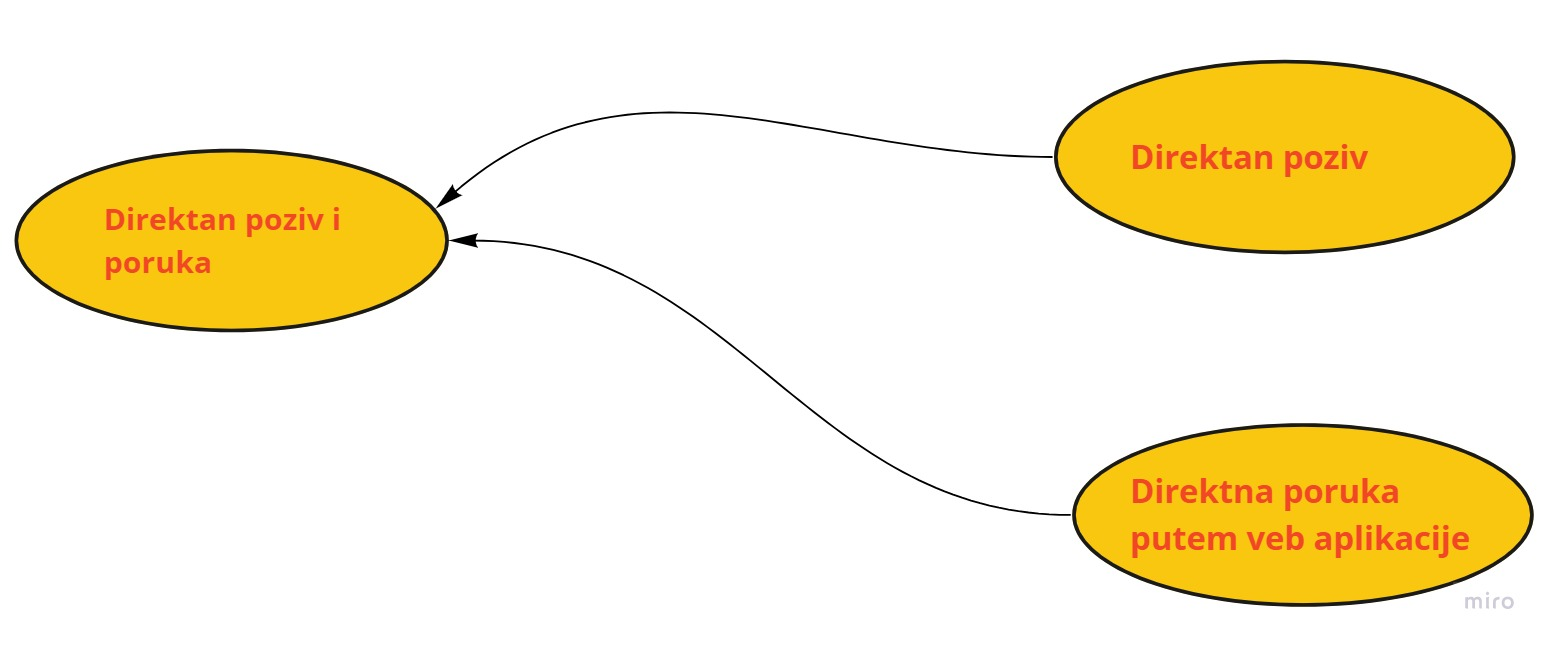 Direktan poziv i
poruka
Direktan poziv
Direktna poruka
putem veb aplikacije
miro